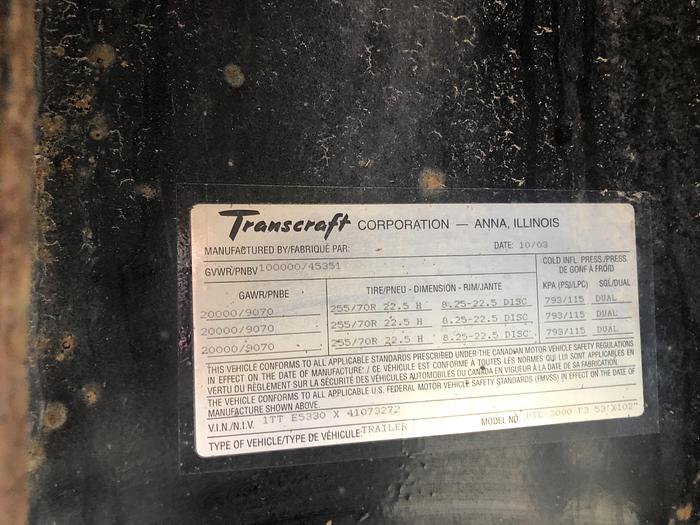 Transcraft CORPORATION — ANNA, ILLINOIS
MANUFACTURED BY/FABRIQUÉ PAR: DATE: 10/03
GVWR/PNBV 100000/45351
COLD INFL. PRESS/PRESS. DE GONF À FROID
GAWR/PNBE TIRE/PNEU - DIMENSION - RIM/JANTE KPA (PSI/LPC) SGL/DUAL
20000/9070 255/70R 22.5 H 8.25-22.5 DISC 793/115 DUAL
20000/9070 255/70R 22.5 H 8.25-22.5 DISC 793/115 DUAL
20000/9070 255/70R 22.5 H 8.25-22.5 DISC 793/115 DUAL
THIS VEHICLE CONFORMS TO ALL APPLICABLE STANDARDS PRESCRIBED UNDER THE CANADIAN MOTOR VEHICLE SAFETY REGULATIONS
IN EFFECT ON THE DATE OF MANUFACTURE: / CE VÉHICULE EST CONFORME À TOUTES LES NORMES QUI LUI SONT APPLICABLES EN
VERTU DU RÈGLEMENT SUR LA SÉCURITÉ DES VÉHICULES AUTOMOBILES DU CANADA EN VIGUEUR À LA DATE DE SA FABRICATION.
THE VEHICLE CONFORMS TO ALL APPLICABLE U.S. FEDERAL MOTOR VEHICLE SAFETY STANDARDS (FMVSS) IN EFFECT ON DATE OF
MANUFACTURE SHOWN ABOVE.
V.I.N./N.I.V. 1TT E5330 X 41073272 MODEL NO. DTL-3000 P3 53'X102"
TYPE OF VEHICLE/TYPE DE VÉHICULE: TRAILER